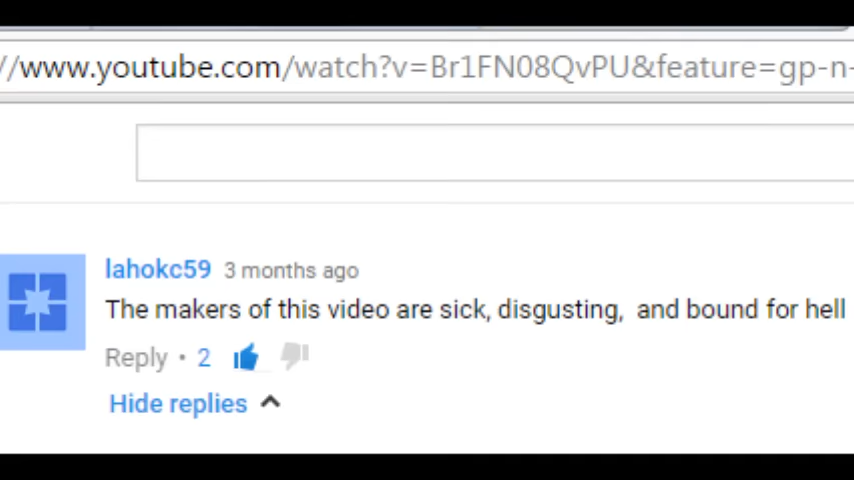 //www.youtube.com/watch?v=Br1FN08QvPU&feature=gp-n-
lahokc59 3 months ago
The makers of this video are sick, disgusting,  and bound for hell
Reply • 2
Hide replies